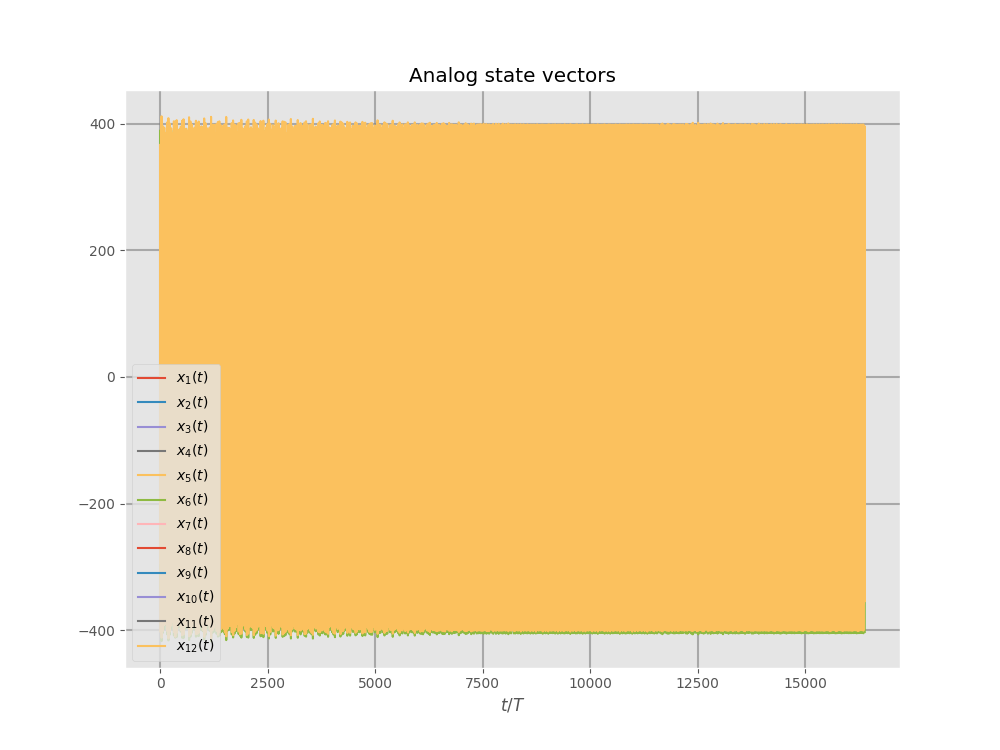 Analog state vectors
400
200
0
−200
−400
x₁(t)
x₂(t)
x₃(t)
x₄(t)
x₅(t)
x₆(t)
x₇(t)
x₈(t)
x₉(t)
x₁₀(t)
x₁₁(t)
x₁₂(t)
0 2500 5000 7500 10000 12500 15000
t/T